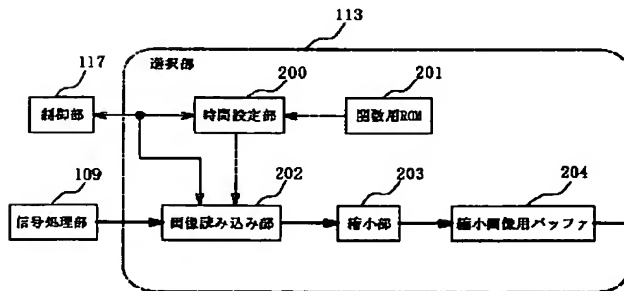 113
選択部
117
200
201
制御部
時間設定部
関数用ROM
109
202
203
204
信号処理部
画像読み込み部
縮小部
縮小画像用バッファ